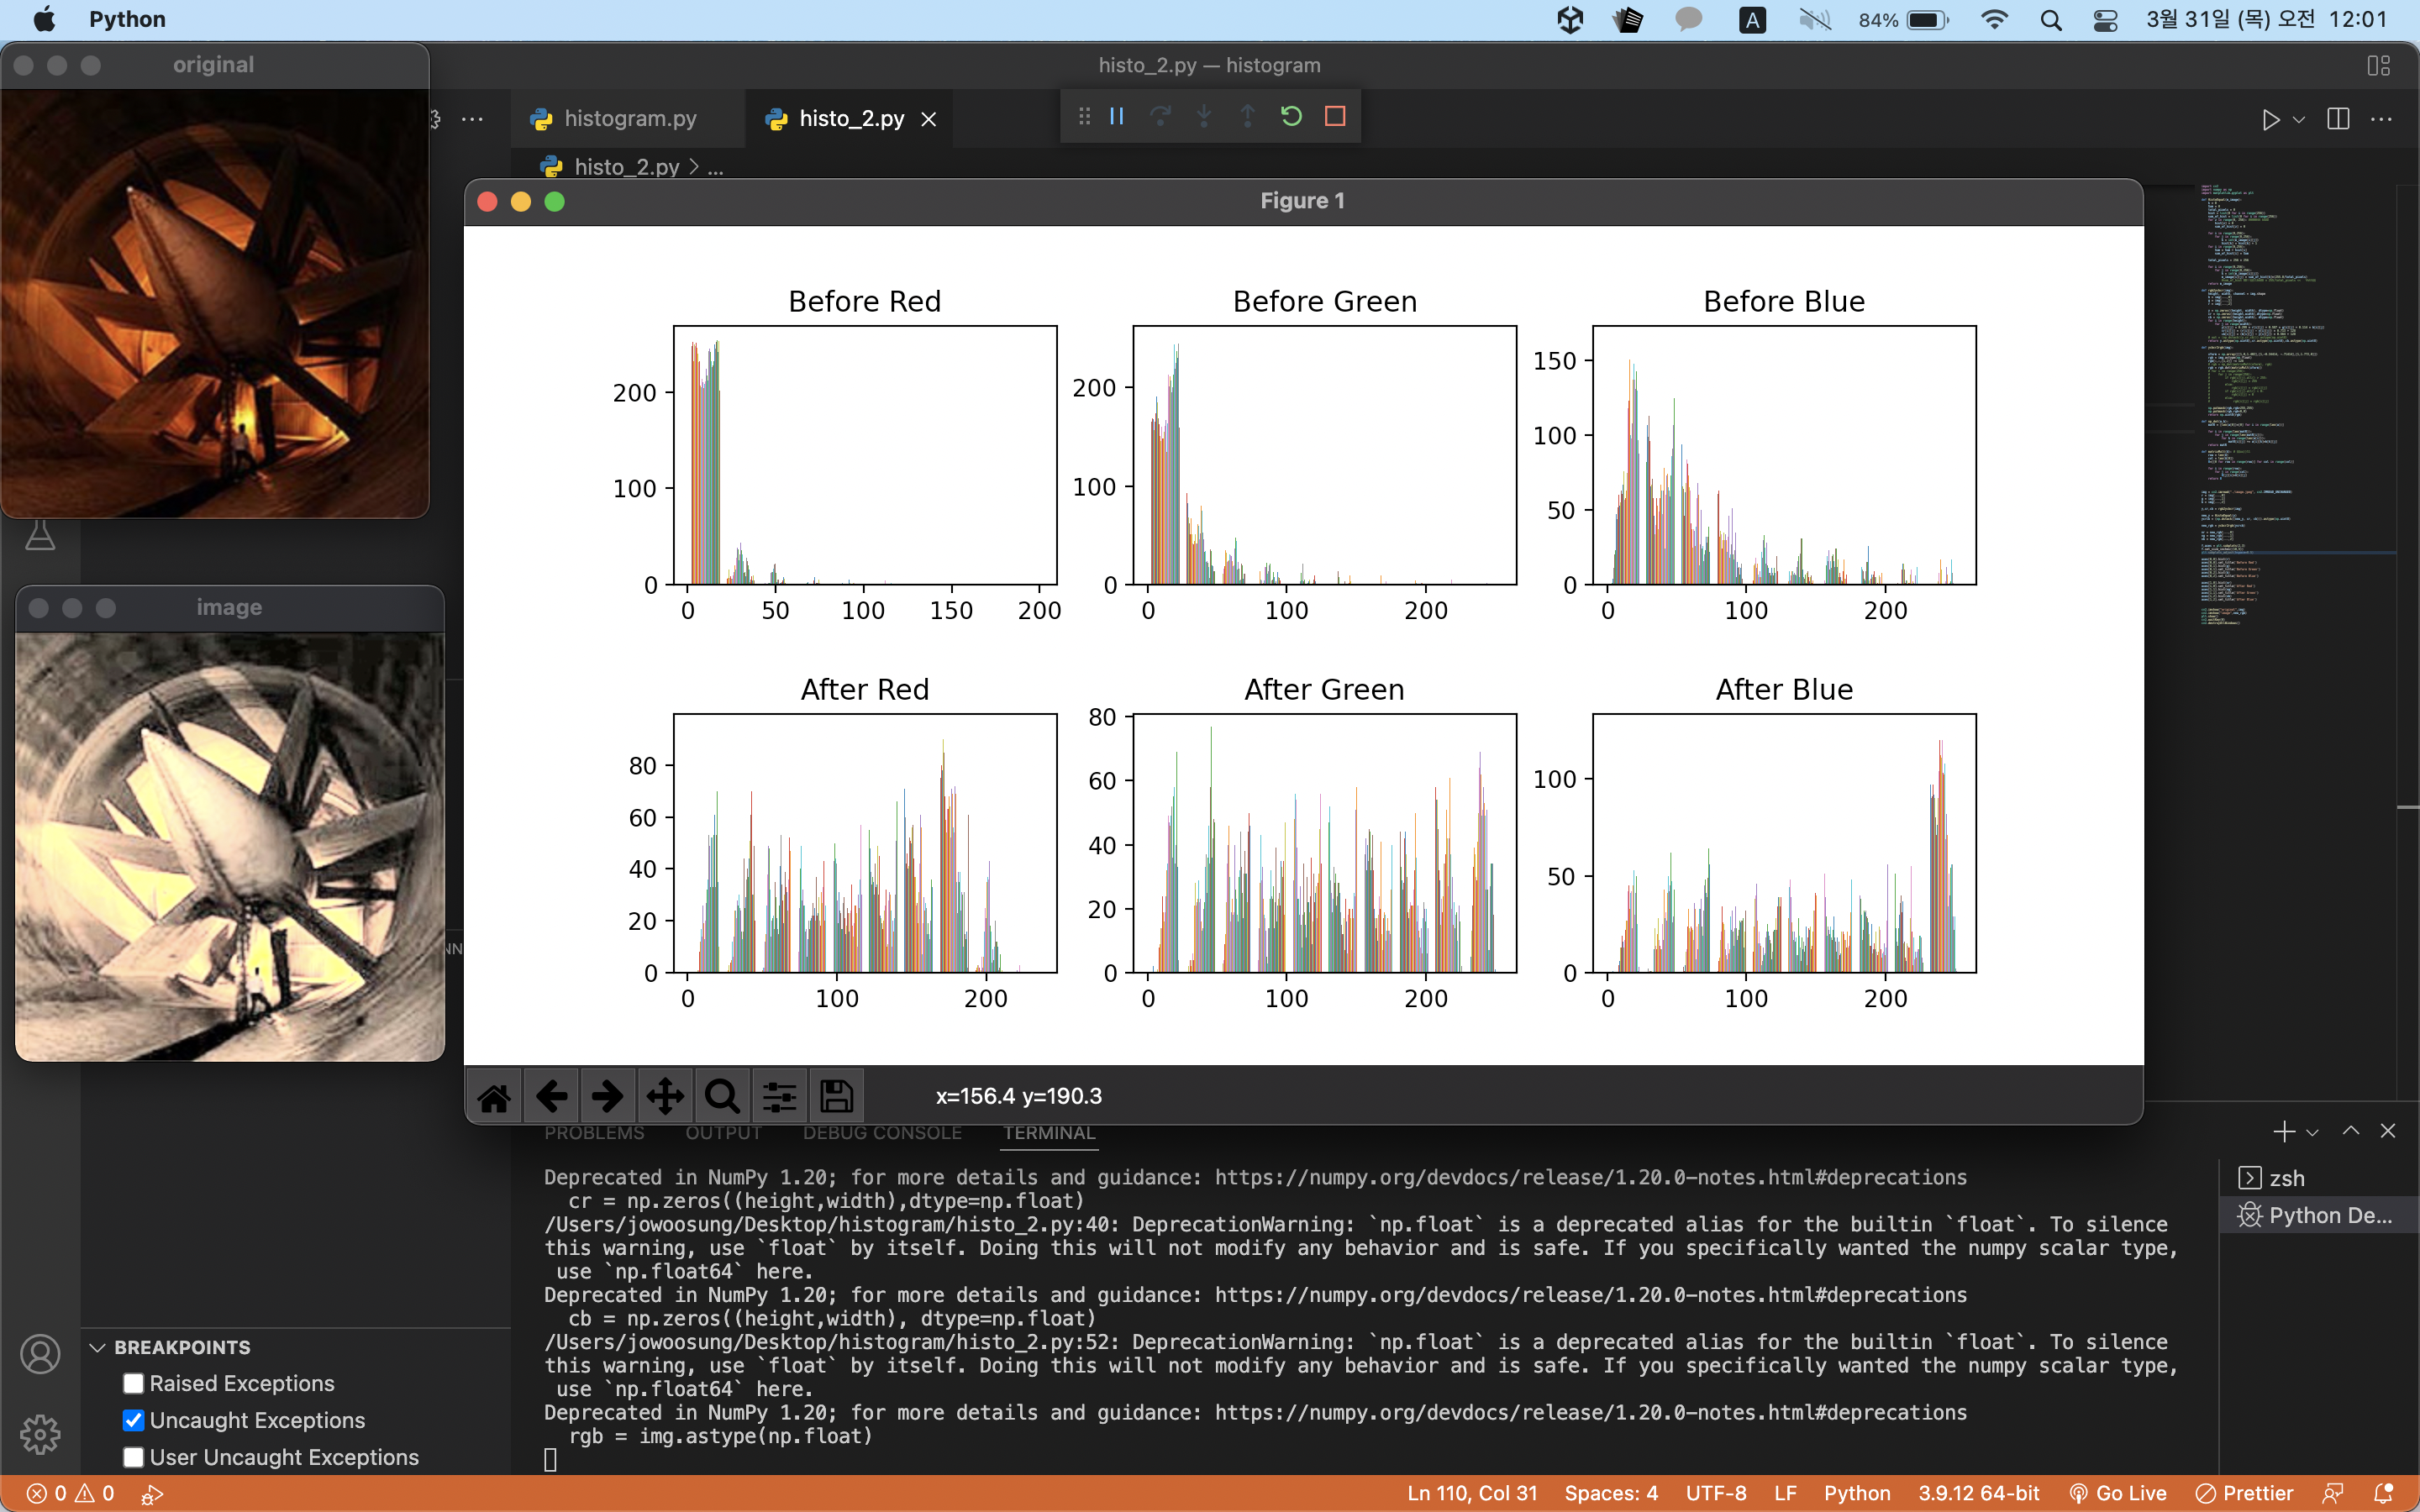 Python
A
84%
3월 31일 (목) 오전 12:01
original
histo_2.py — histogram
histogram.py
histo_2.py
histo_2.py > ...
Figure 1
Before Red
Before Green
Before Blue
200
100
0
0 50 100 150 200
200
100
0
0 100 200
150
100
50
0
0 100 200
image
After Red
After Green
After Blue
80
60
40
20
0
0 100 200
80
60
40
20
0
0 100 200
100
50
0
0 100 200
x=156.4 y=190.3
PROBLEMS OUTPUT DEBUG CONSOLE TERMINAL
Deprecated in NumPy 1.20; for more details and guidance: https://numpy.org/devdocs/release/1.20.0-notes.html#deprecations
cr = np.zeros((height,width),dtype=np.float)
/Users/jowoosung/Desktop/histogram/histo_2.py:40: DeprecationWarning: `np.float` is a deprecated alias for the builtin `float`. To silence
this warning, use `float` by itself. Doing this will not modify any behavior and is safe. If you specifically wanted the numpy scalar type,
use `np.float64` here.
Deprecated in NumPy 1.20; for more details and guidance: https://numpy.org/devdocs/release/1.20.0-notes.html#deprecations
cb = np.zeros((height,width), dtype=np.float)
/Users/jowoosung/Desktop/histogram/histo_2.py:52: DeprecationWarning: `np.float` is a deprecated alias for the builtin `float`. To silence
this warning, use `float` by itself. Doing this will not modify any behavior and is safe. If you specifically wanted the numpy scalar type,
use `np.float64` here.
Deprecated in NumPy 1.20; for more details and guidance: https://numpy.org/devdocs/release/1.20.0-notes.html#deprecations
rgb = img.astype(np.float)
zsh
Python De...
BREAKPOINTS
Raised Exceptions
Uncaught Exceptions
User Uncaught Exceptions
0 0
Ln 110, Col 31 Spaces: 4 UTF-8 LF Python 3.9.12 64-bit Go Live Prettier